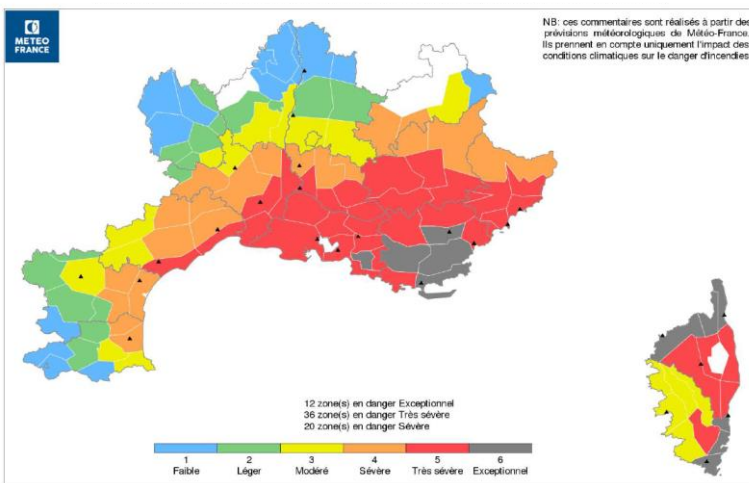 METEO
FRANCE
NB: ces commentaires sont réalisés à partir des
prévisions météorologiques de Météo-France.
Ils prennent en compte uniquement l'impact des
conditions climatiques sur le danger d'incendies
12 zone(s) en danger Exceptionnel
36 zone(s) en danger Très sévère
20 zone(s) en danger Sévère
1 2 3 4 5 6
Faible Léger Modéré Sévère Très sévère Exceptionnel